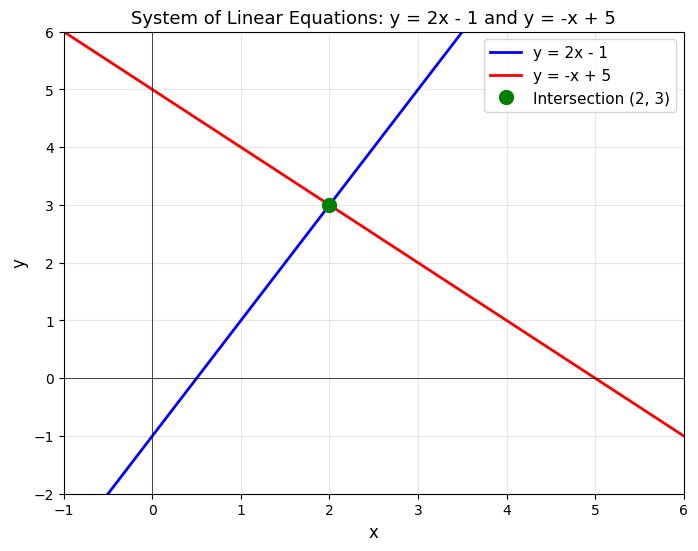 System of Linear Equations: y = 2x - 1 and y = -x + 5
y = 2x - 1
y = -x + 5
Intersection (2, 3)
6
5
4
3
2
1
0
−1
−2
y
−1 0 1 2 3 4 5 6
x